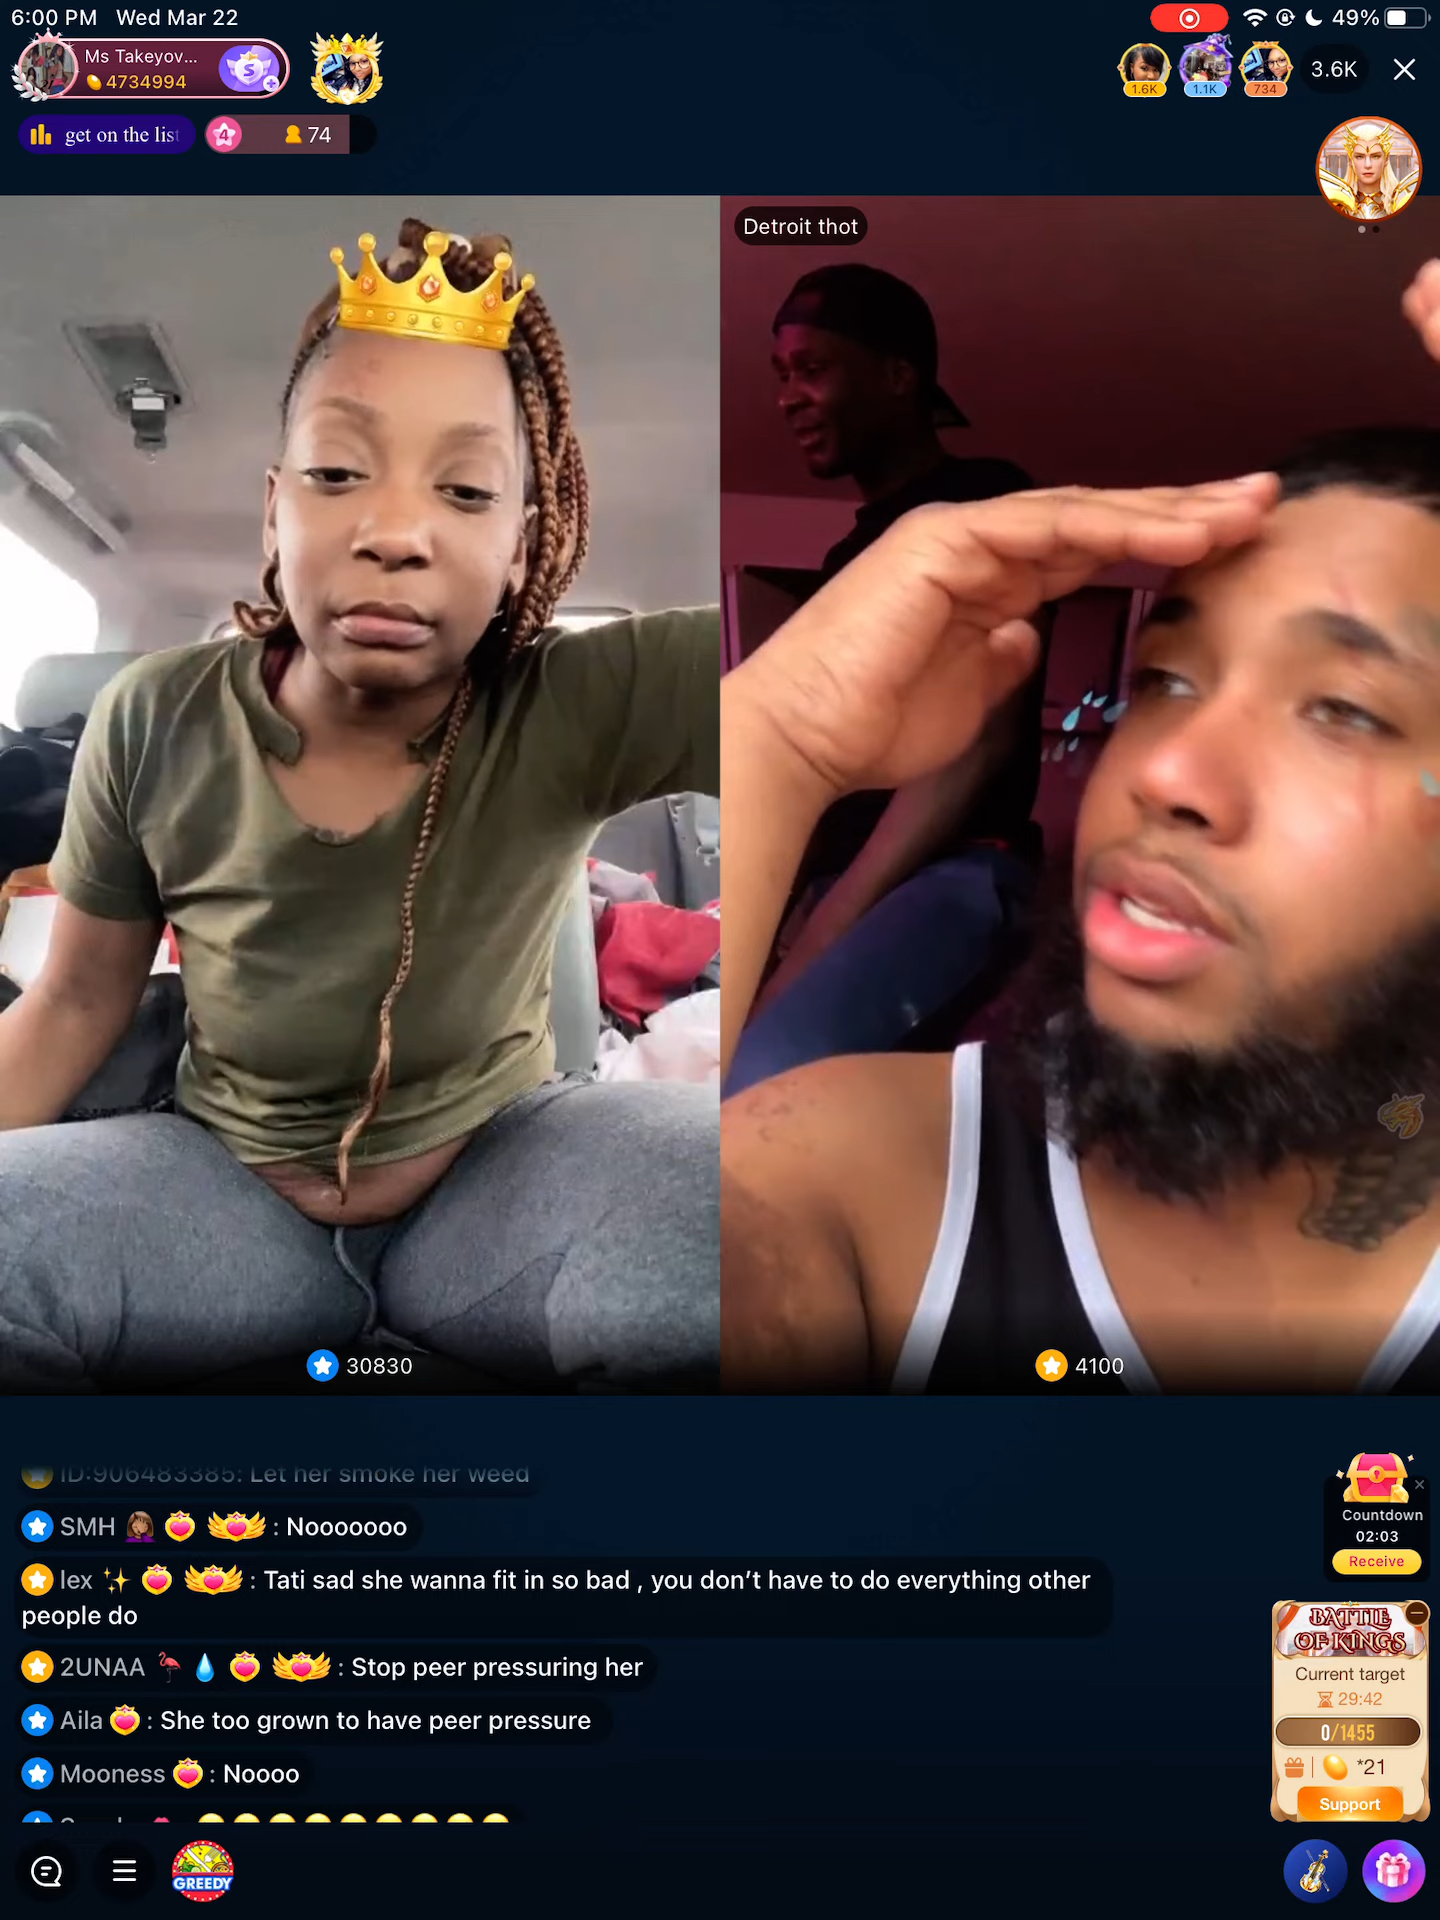 6:00 PM Wed Mar 22
49%
Ms Takeyov...
4734994
S
1.6K
1.1K
734
3.6K
get on the lis
4
74
Detroit thot
30830
4100
ID:906483385: Let her smoke her weed
SMH : Nooooooo
lex : Tati sad she wanna fit in so bad , you don't have to do everything other
people do
2UNAA : Stop peer pressuring her
Aila : She too grown to have peer pressure
Mooness : Noooo
Countdown
02:03
Receive
BATTLE
OF KINGS
Current target
29:42
0/1455
*21
Support
GREEDY